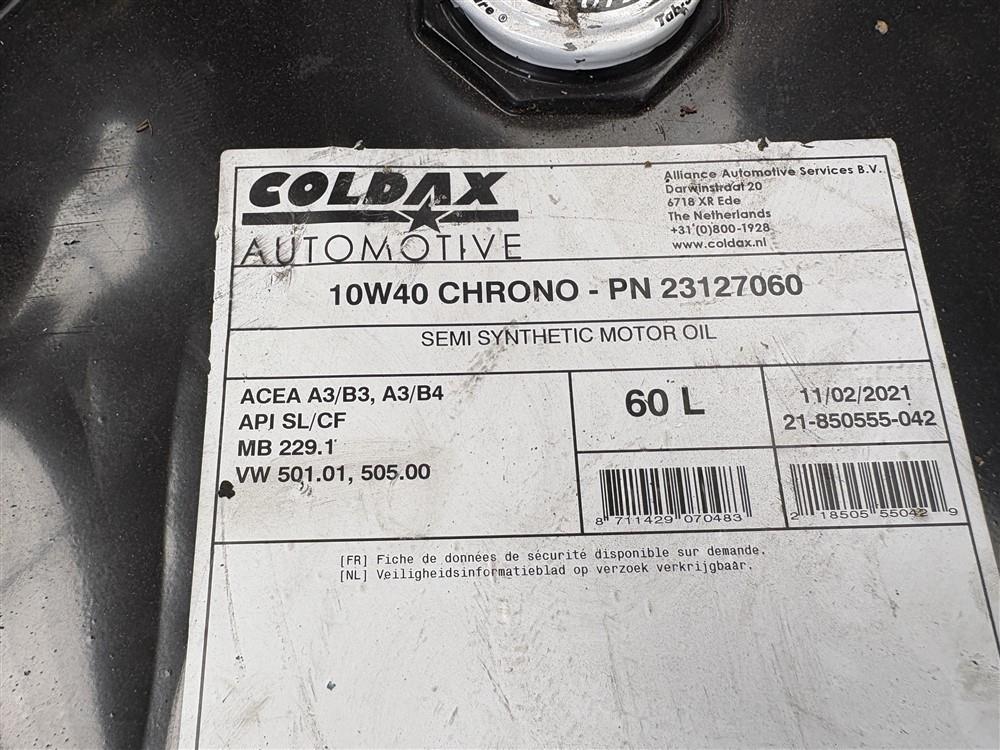 COLDAX
AUTOMOTIVE
Alliance Automotive Services B.V.
Darwinstraat 20
6718 XR Ede
The Netherlands
+31 (0)800-1928
www.coldax.nl
10W40 CHRONO - PN 23127060
SEMI SYNTHETIC MOTOR OIL
ACEA A3/B3, A3/B4
API SL/CF
MB 229.1
VW 501.01, 505.00
60 L
11/02/2021
21-850555-042
8 711429 070483
2 18505 55042 9
[FR] Fiche de données de sécurité disponible sur demande.
[NL] Veiligheidsinformatieblad op verzoek verkrijgbaar.